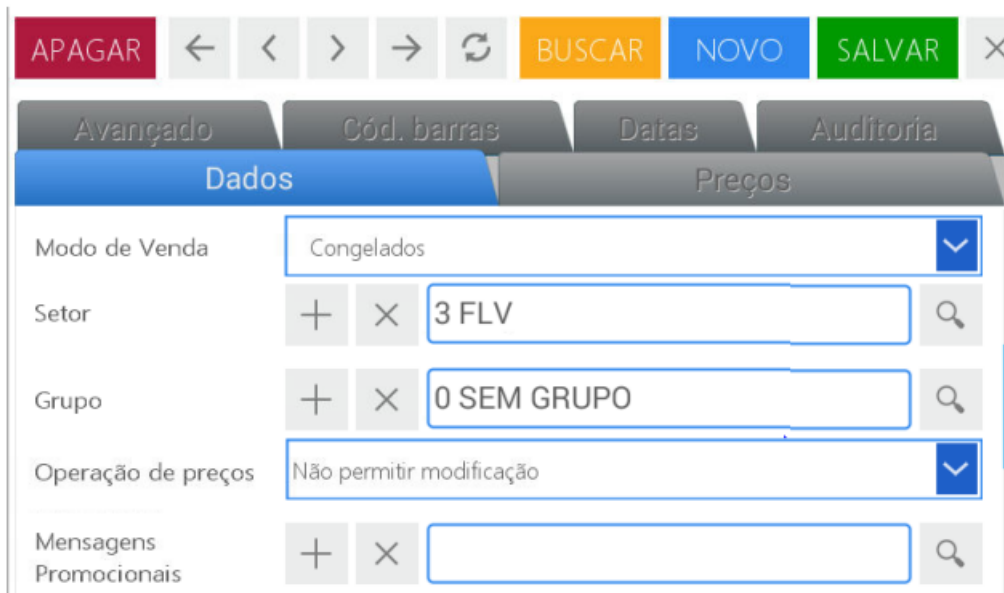 APAGAR BUSCAR NOVO SALVAR
Avançado Cód. barras Datas Auditoria
Dados Preços
Modo de Venda Congelados
Setor 3 FLV
Grupo 0 SEM GRUPO
Operação de preços Não permitir modificação
Mensagens
Promocionais